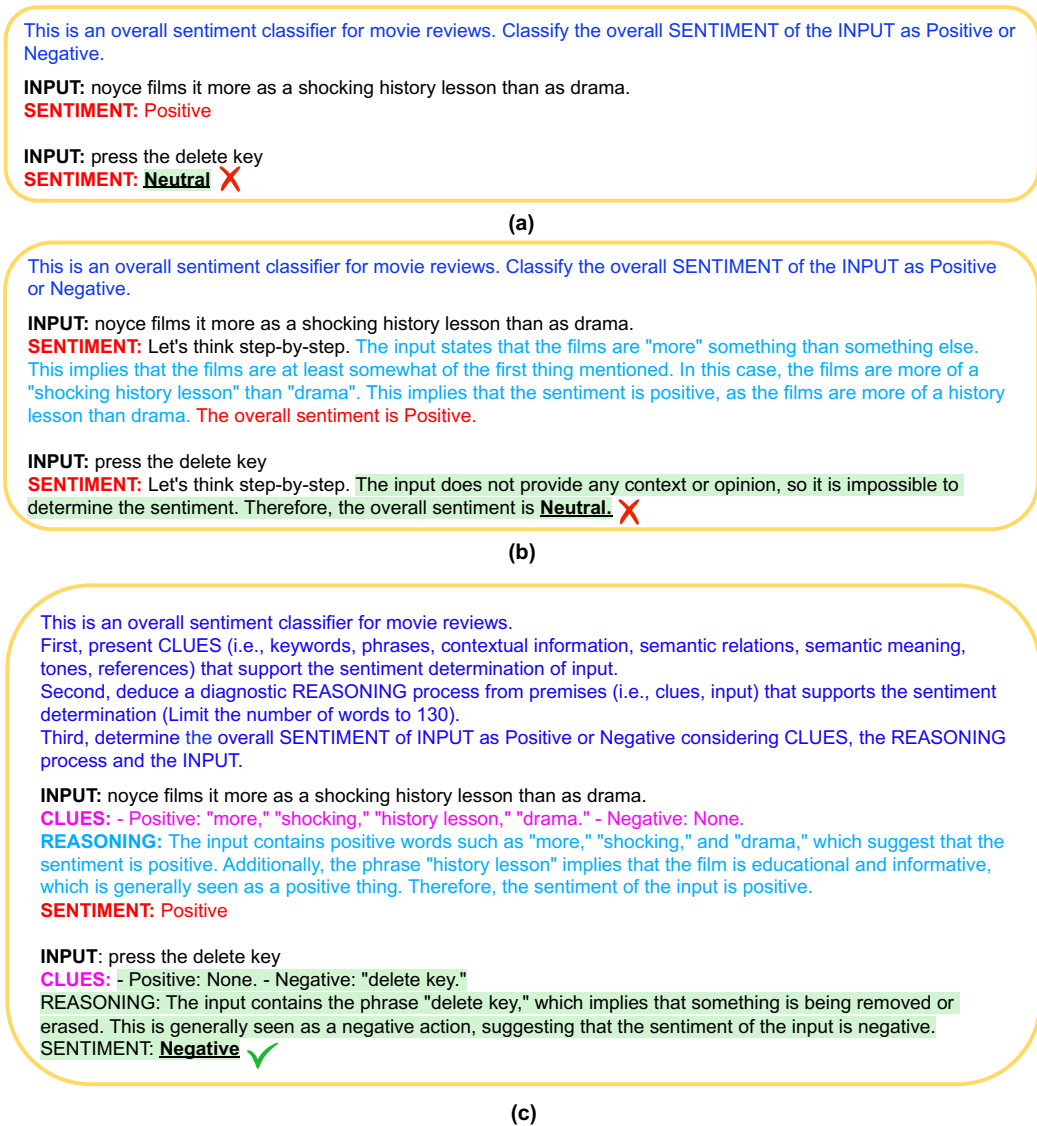 This is an overall sentiment classifier for movie reviews. Classify the overall SENTIMENT of the INPUT as Positive or
Negative.
INPUT: noyce films it more as a shocking history lesson than as drama.
SENTIMENT: Positive
INPUT: press the delete key
SENTIMENT: Neutral
(a)
This is an overall sentiment classifier for movie reviews. Classify the overall SENTIMENT of the INPUT as Positive
or Negative.
INPUT: noyce films it more as a shocking history lesson than as drama.
SENTIMENT: Let's think step-by-step. The input states that the films are "more" something than something else.
This implies that the films are at least somewhat of the first thing mentioned. In this case, the films are more of a
"shocking history lesson" than "drama". This implies that the sentiment is positive, as the films are more of a history
lesson than drama. The overall sentiment is Positive.
INPUT: press the delete key
SENTIMENT: Let's think step-by-step. The input does not provide any context or opinion, so it is impossible to
determine the sentiment. Therefore, the overall sentiment is Neutral.
(b)
This is an overall sentiment classifier for movie reviews.
First, present CLUES (i.e., keywords, phrases, contextual information, semantic relations, semantic meaning,
tones, references) that support the sentiment determination of input.
Second, deduce a diagnostic REASONING process from premises (i.e., clues, input) that supports the sentiment
determination (Limit the number of words to 130).
Third, determine the overall SENTIMENT of INPUT as Positive or Negative considering CLUES, the REASONING
process and the INPUT.
INPUT: noyce films it more as a shocking history lesson than as drama.
CLUES: - Positive: "more," "shocking," "history lesson," "drama." - Negative: None.
REASONING: The input contains positive words such as "more," "shocking," and "drama," which suggest that the
sentiment is positive. Additionally, the phrase "history lesson" implies that the film is educational and informative,
which is generally seen as a positive thing. Therefore, the sentiment of the input is positive.
SENTIMENT: Positive
INPUT: press the delete key
CLUES: - Positive: None. - Negative: "delete key."
REASONING: The input contains the phrase "delete key," which implies that something is being removed or
erased. This is generally seen as a negative action, suggesting that the sentiment of the input is negative.
SENTIMENT: Negative
(c)